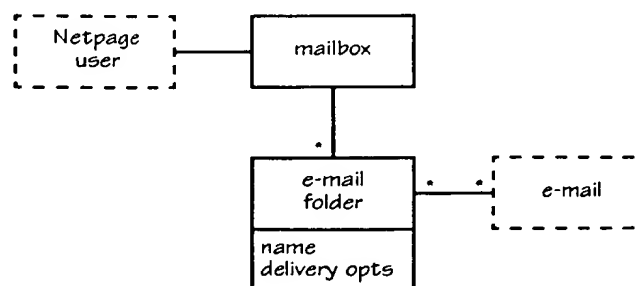 Netpage
user
mailbox
*
e-mail
folder
* *
e-mail
name
delivery opts